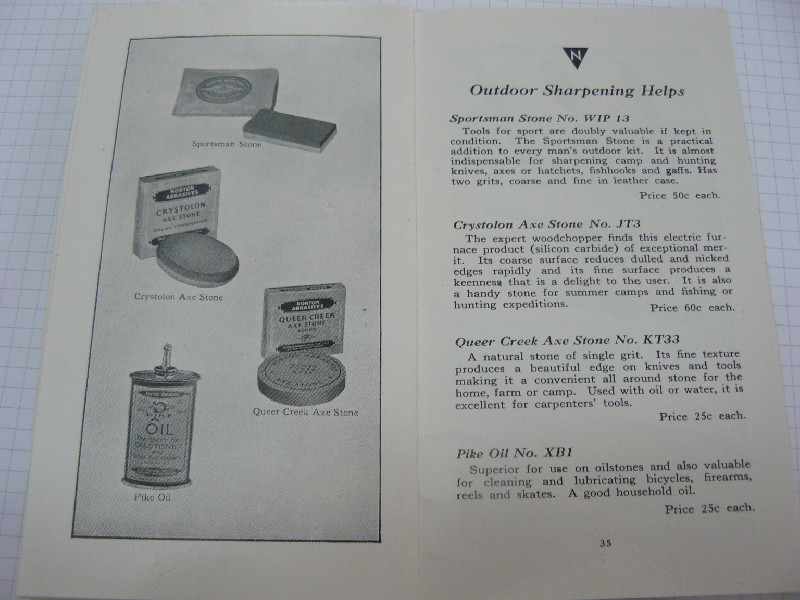 Sportsman Stone
NORTON
ABRASIVES
CRYSTOLON
AXE STONE
Crystolon Axe Stone
NORTON
ABRASIVES
QUEER CREEK
AXE STONE
Queer Creek Axe Stone
OIL
Pike Oil
N
Outdoor Sharpening Helps
Sportsman Stone No. WIP 13
Tools for sport are doubly valuable if kept in
condition. The Sportsman Stone is a practical
addition to every man's outdoor kit. It is almost
indispensable for sharpening camp and hunting
knives, axes or hatchets, fishhooks and gaffs. Has
two grits, coarse and fine in leather case.
Price 50c each.
Crystolon Axe Stone No. JT3
The expert woodchopper finds this electric fur-
nace product (silicon carbide) of exceptional mer-
it. Its coarse surface reduces dulled and nicked
edges rapidly and its fine surface produces a
keenness that is a delight to the user. It is also
a handy stone for summer camps and fishing or
hunting expeditions.
Price 60c each.
Queer Creek Axe Stone No. KT33
A natural stone of single grit. Its fine texture
produces a beautiful edge on knives and tools
making it a convenient all around stone for the
home, farm or camp. Used with oil or water, it is
excellent for carpenters' tools.
Price 25c each.
Pike Oil No. XB1
Superior for use on oilstones and also valuable
for cleaning and lubricating bicycles, firearms,
reels and skates. A good household oil.
Price 25c each.
35